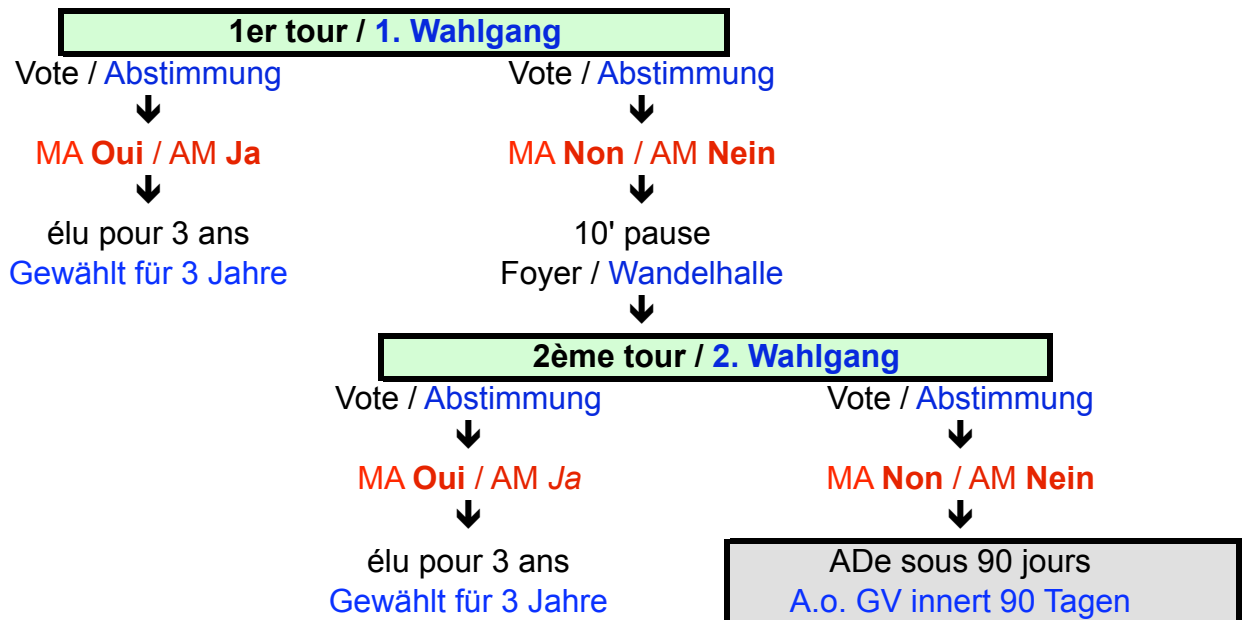 1er tour / 1. Wahlgang
Vote / Abstimmung
MA Oui / AM Ja
élu pour 3 ans
Gewählt für 3 Jahre
Vote / Abstimmung
MA Non / AM Nein
10' pause
Foyer / Wandelhalle
2ème tour / 2. Wahlgang
Vote / Abstimmung
MA Oui / AM Ja
élu pour 3 ans
Gewählt für 3 Jahre
Vote / Abstimmung
MA Non / AM Nein
ADe sous 90 jours
A.o. GV innert 90 Tagen